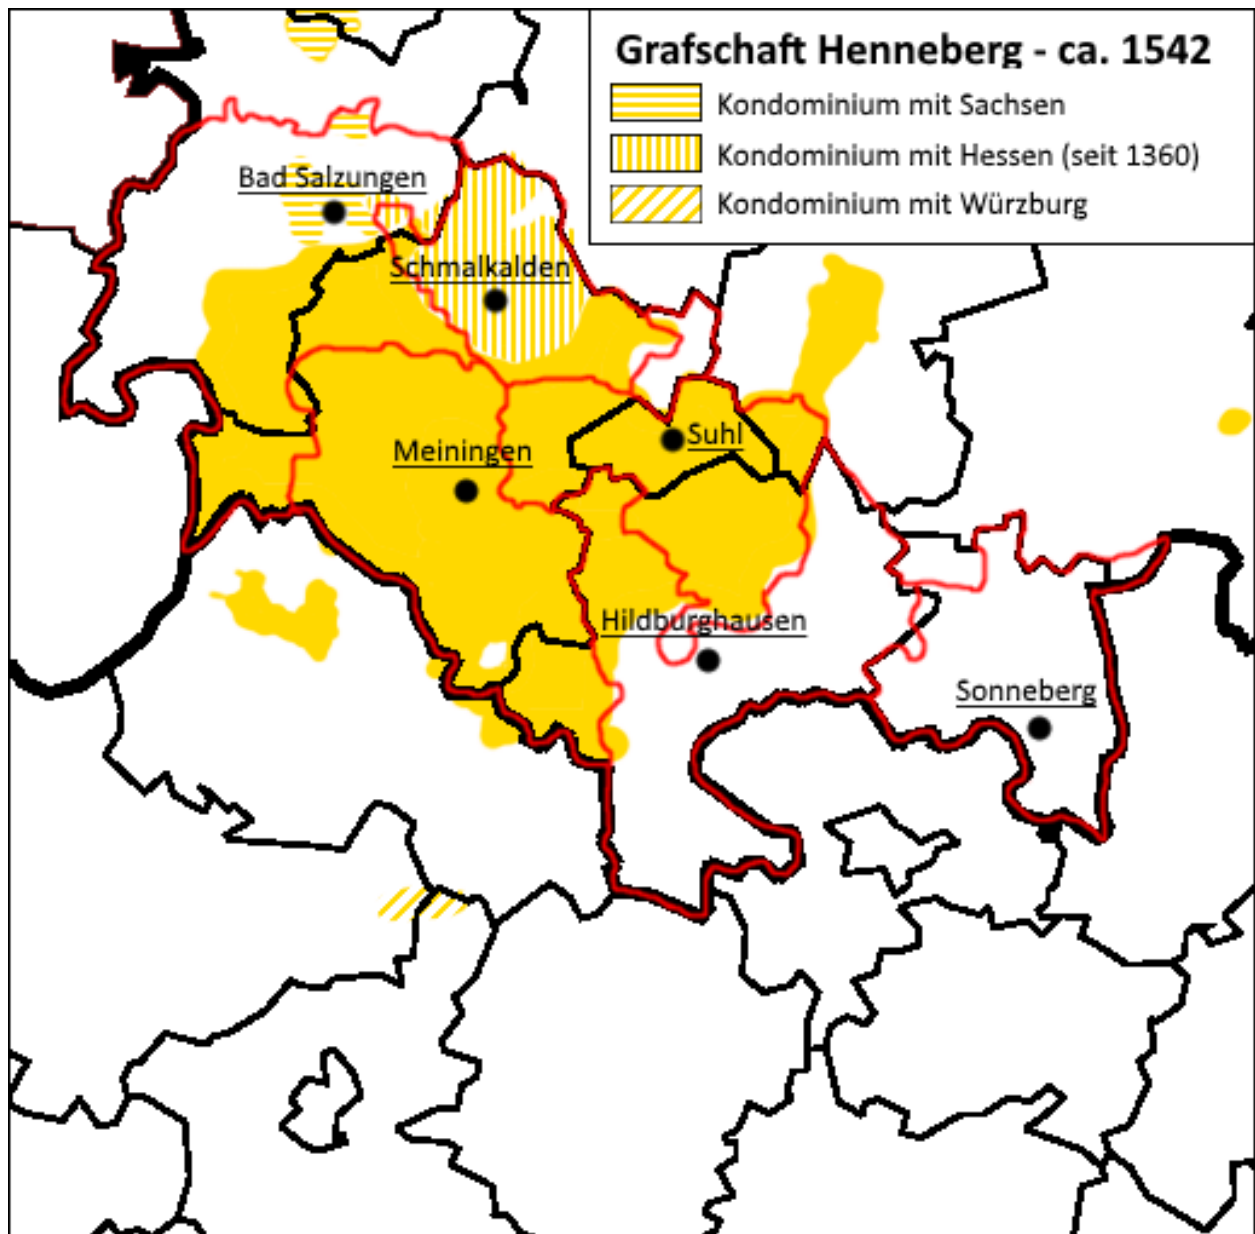 Grafschaft Henneberg - ca. 1542
Kondominium mit Sachsen
Kondominium mit Hessen (seit 1360)
Kondominium mit Würzburg
Bad Salzungen
Schmalkalden
Suhl
Meiningen
Hildburghausen
Sonneberg